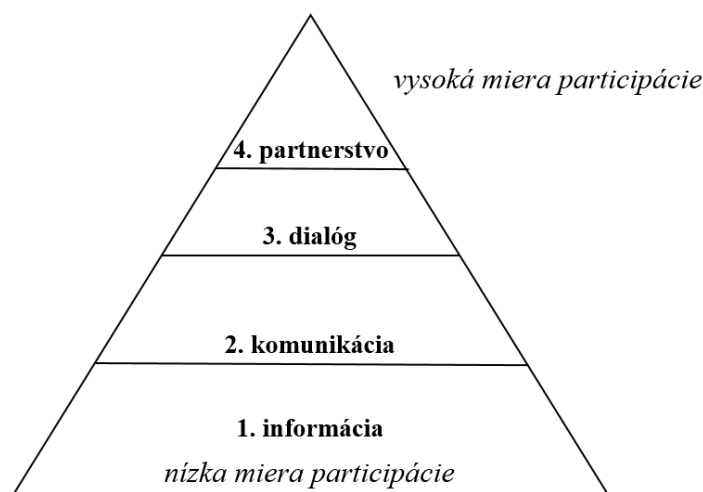 vysoká miera participácie
4. partnerstvo
3. dialóg
2. komunikácia
1. informácia
nízka miera participácie